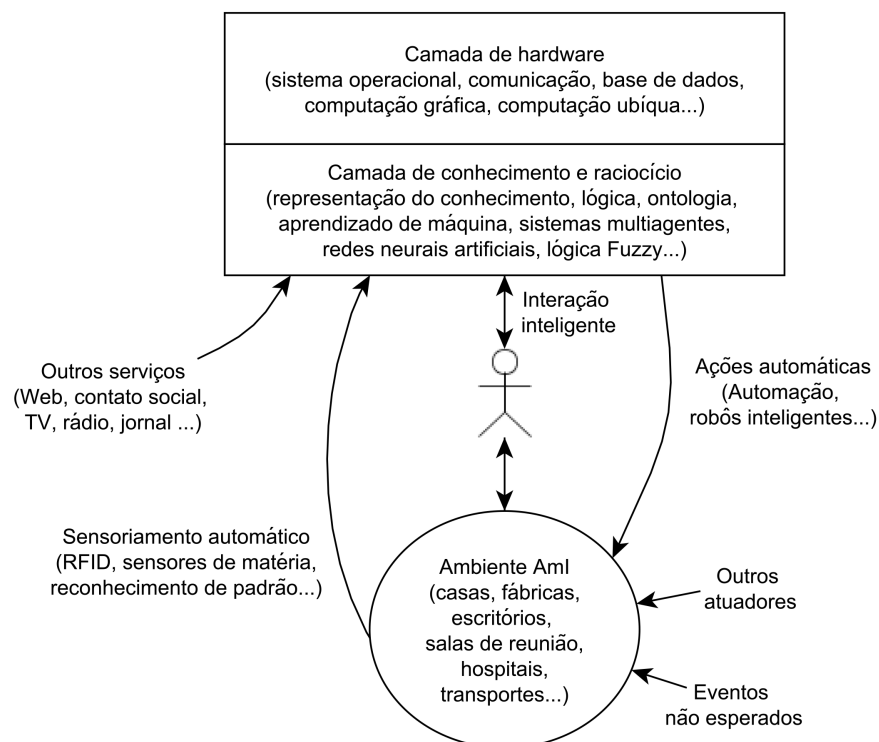 Camada de hardware
(sistema operacional, comunicação, base de dados,
computação gráfica, computação ubíqua...)
Camada de conhecimento e raciocício
(representação do conhecimento, lógica, ontologia,
aprendizado de máquina, sistemas multiagentes,
redes neurais artificiais, lógica Fuzzy...)
Interação
inteligente
Outros serviços
(Web, contato social,
TV, rádio, jornal ...)
Ações automáticas
(Automação,
robôs inteligentes...)
Sensoriamento automático
(RFID, sensores de matéria,
reconhecimento de padrão...)
Ambiente AmI
(casas, fábricas,
escritórios,
salas de reunião,
hospitais,
transportes...)
Outros
atuadores
Eventos
não esperados